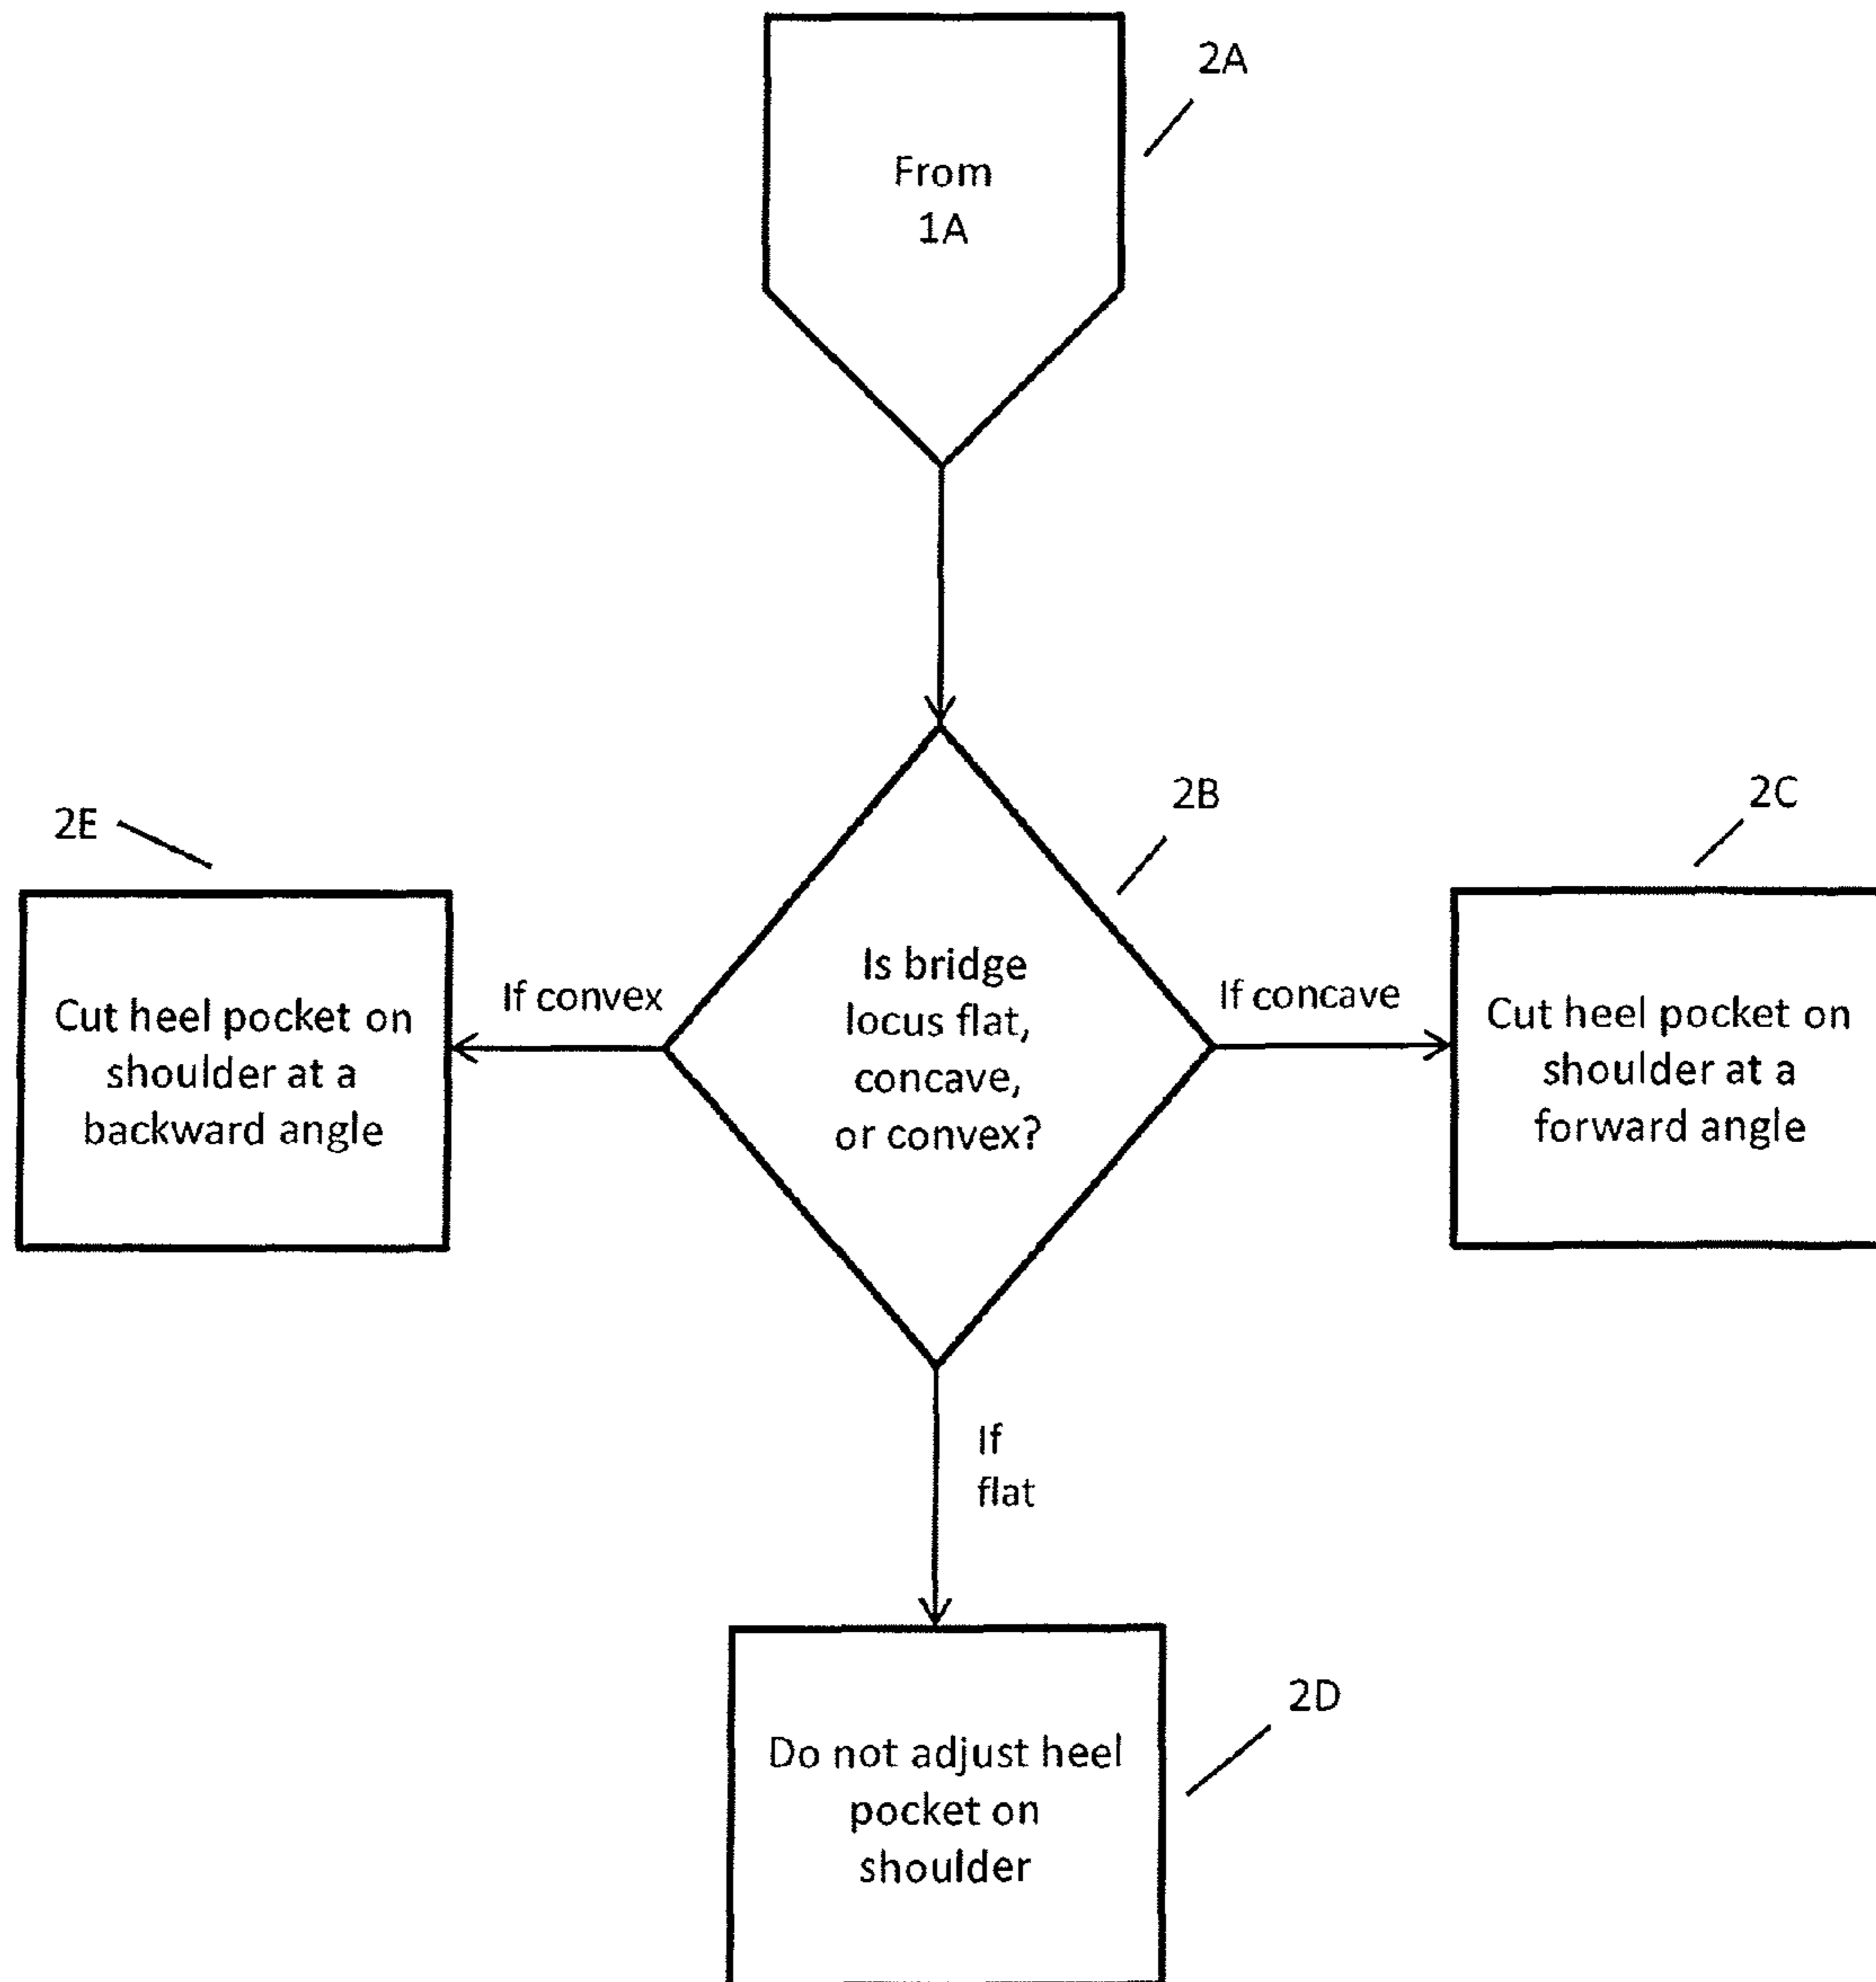 2A
From
1A
2B
2C
2E
Is bridge
locus flat,
concave,
or convex?
If convex
If concave
Cut heel pocket on
shoulder at a
backward angle
Cut heel pocket on
shoulder at a
forward angle
If
flat
2D
Do not adjust heel
pocket on
shoulder